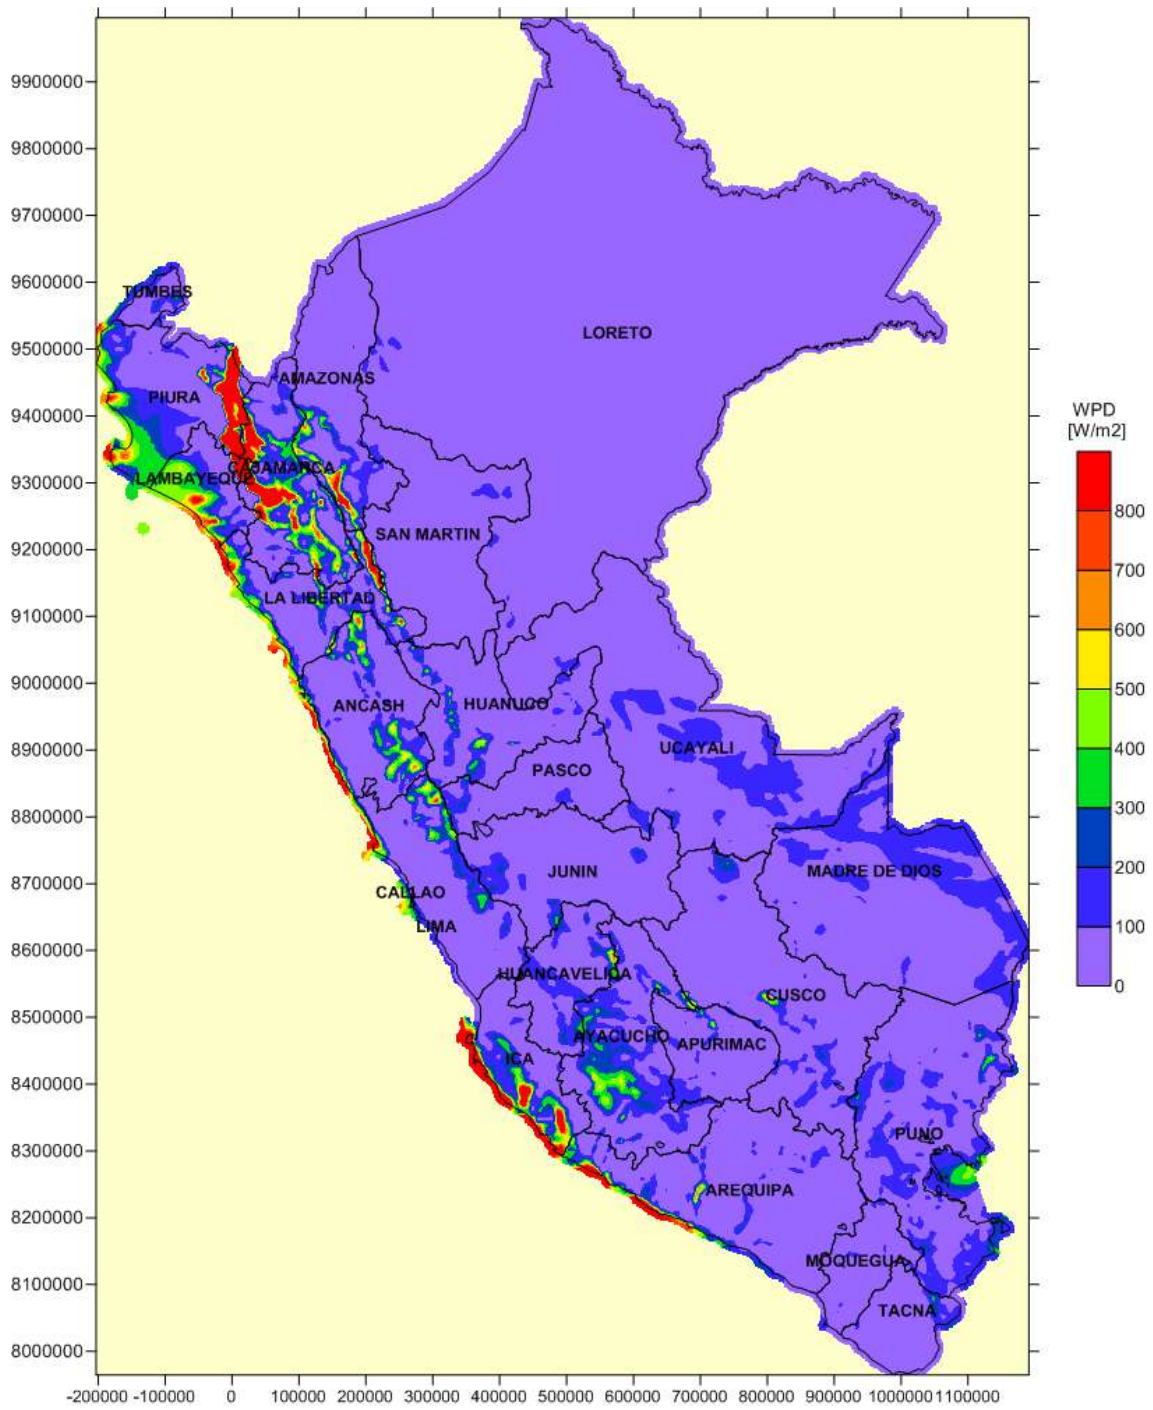 9900000
9800000
9700000
9600000
9500000
9400000
9300000
9200000
9100000
9000000
8900000
8800000
8700000
8600000
8500000
8400000
8300000
8200000
8100000
8000000
TUMBES
LORETO
AMAZONAS
PIURA
CAJAMARCA
LAMBAYEQUE
SAN MARTIN
LA LIBERTAD
ANCASH
HUANUCO
UCAYALI
PASCO
JUNIN
MADRE DE DIOS
CALLAO
LIMA
HUANCAVELICA
CUSCO
AYACUCHO
APURIMAC
ICA
PUNO
AREQUIPA
MOQUEGUA
TACNA
WPD
[W/m2]
800
700
600
500
400
300
200
100
0
-200000 -100000 0 100000 200000 300000 400000 500000 600000 700000 800000 900000 1000000 1100000